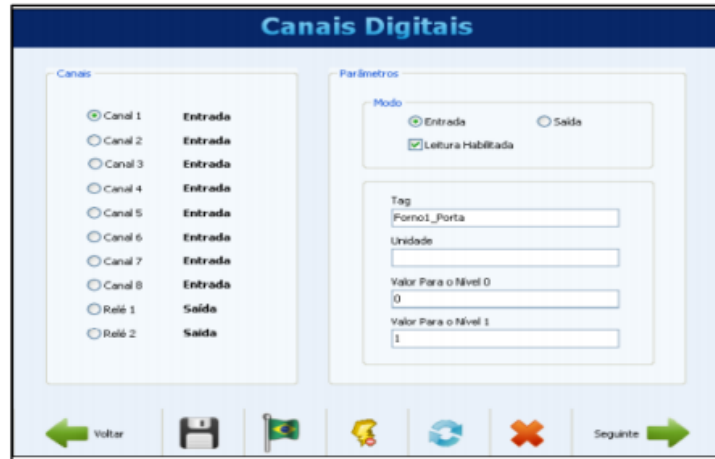 Canais Digitais
Canais
Canal 1 Entrada
Canal 2 Entrada
Canal 3 Entrada
Canal 4 Entrada
Canal 5 Entrada
Canal 6 Entrada
Canal 7 Entrada
Canal 8 Entrada
Relé 1 Saída
Relé 2 Saída
Parâmetros
Modo
Entrada Saída
Leitura Habilitada
Tag
Forno1_Porta
Unidade
Valor Para o Nível 0
0
Valor Para o Nível 1
1
Voltar Seguinte